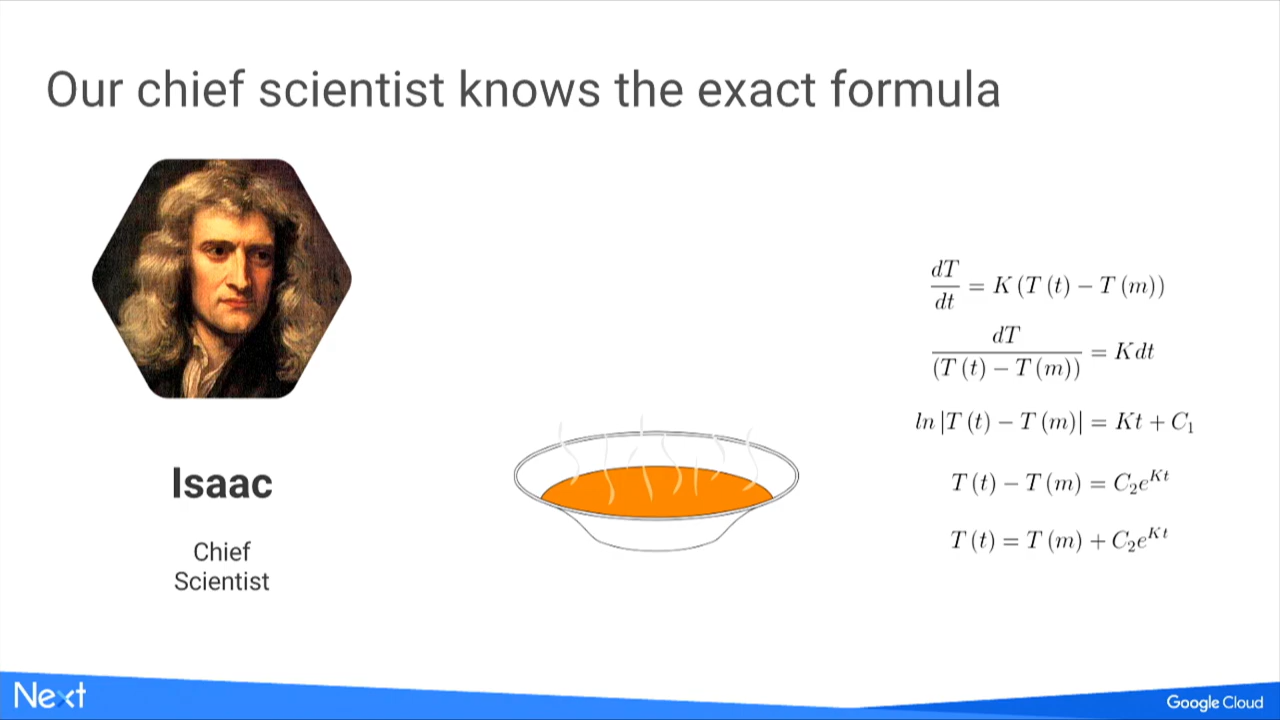 Our chief scientist knows the exact formula
Isaac
Chief
Scientist
dT/dt = K (T (t) − T (m))
dT/(T (t) − T (m)) = Kdt
ln |T (t) − T (m)| = Kt + C₁
T (t) − T (m) = C₂e^{Kt}
T (t) = T (m) + C₂e^{Kt}
Next
Google Cloud